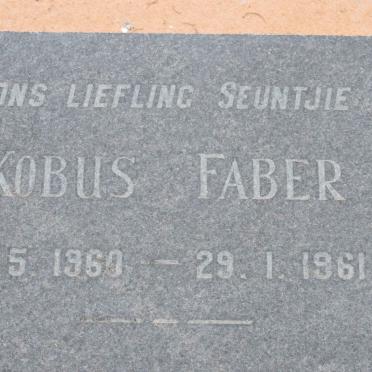 ONS LIEFLING SEUNTJIE
KOBUS FABER
5. 1960 — 29. 1. 1961